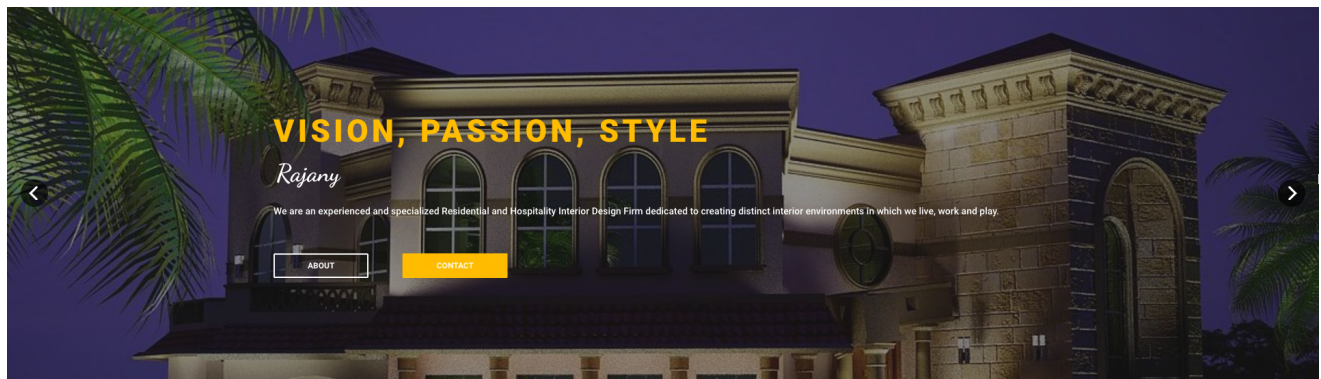 VISION, PASSION, STYLE
Rajany
We are an experienced and specialized Residential and Hospitality Interior Design Firm dedicated to creating distinct interior environments in which we live, work and play.
ABOUT CONTACT